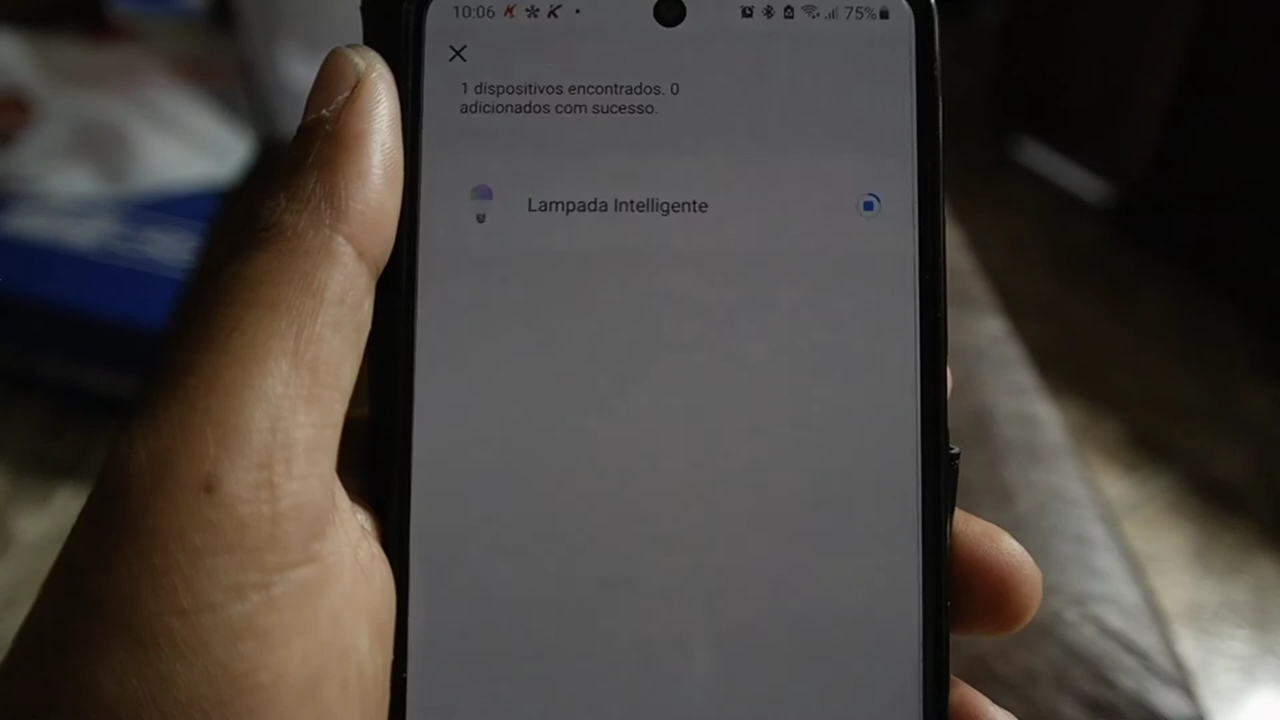 10:06 75%
1 dispositivos encontrados. 0
adicionados com sucesso.
Lampada Intelligente